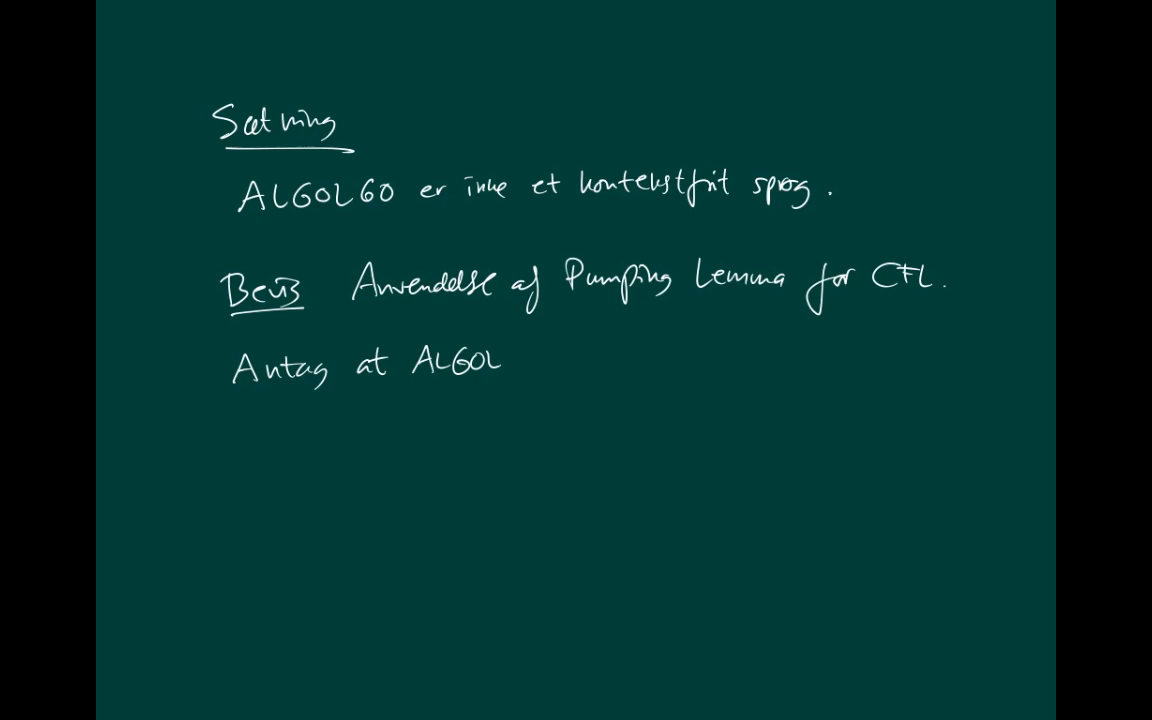 Sætning
ALGOL60 er ikke et kontekstfrit sprog.
Bevis Anvendelse af Pumping Lemma for CFL.
Antag at ALGOL